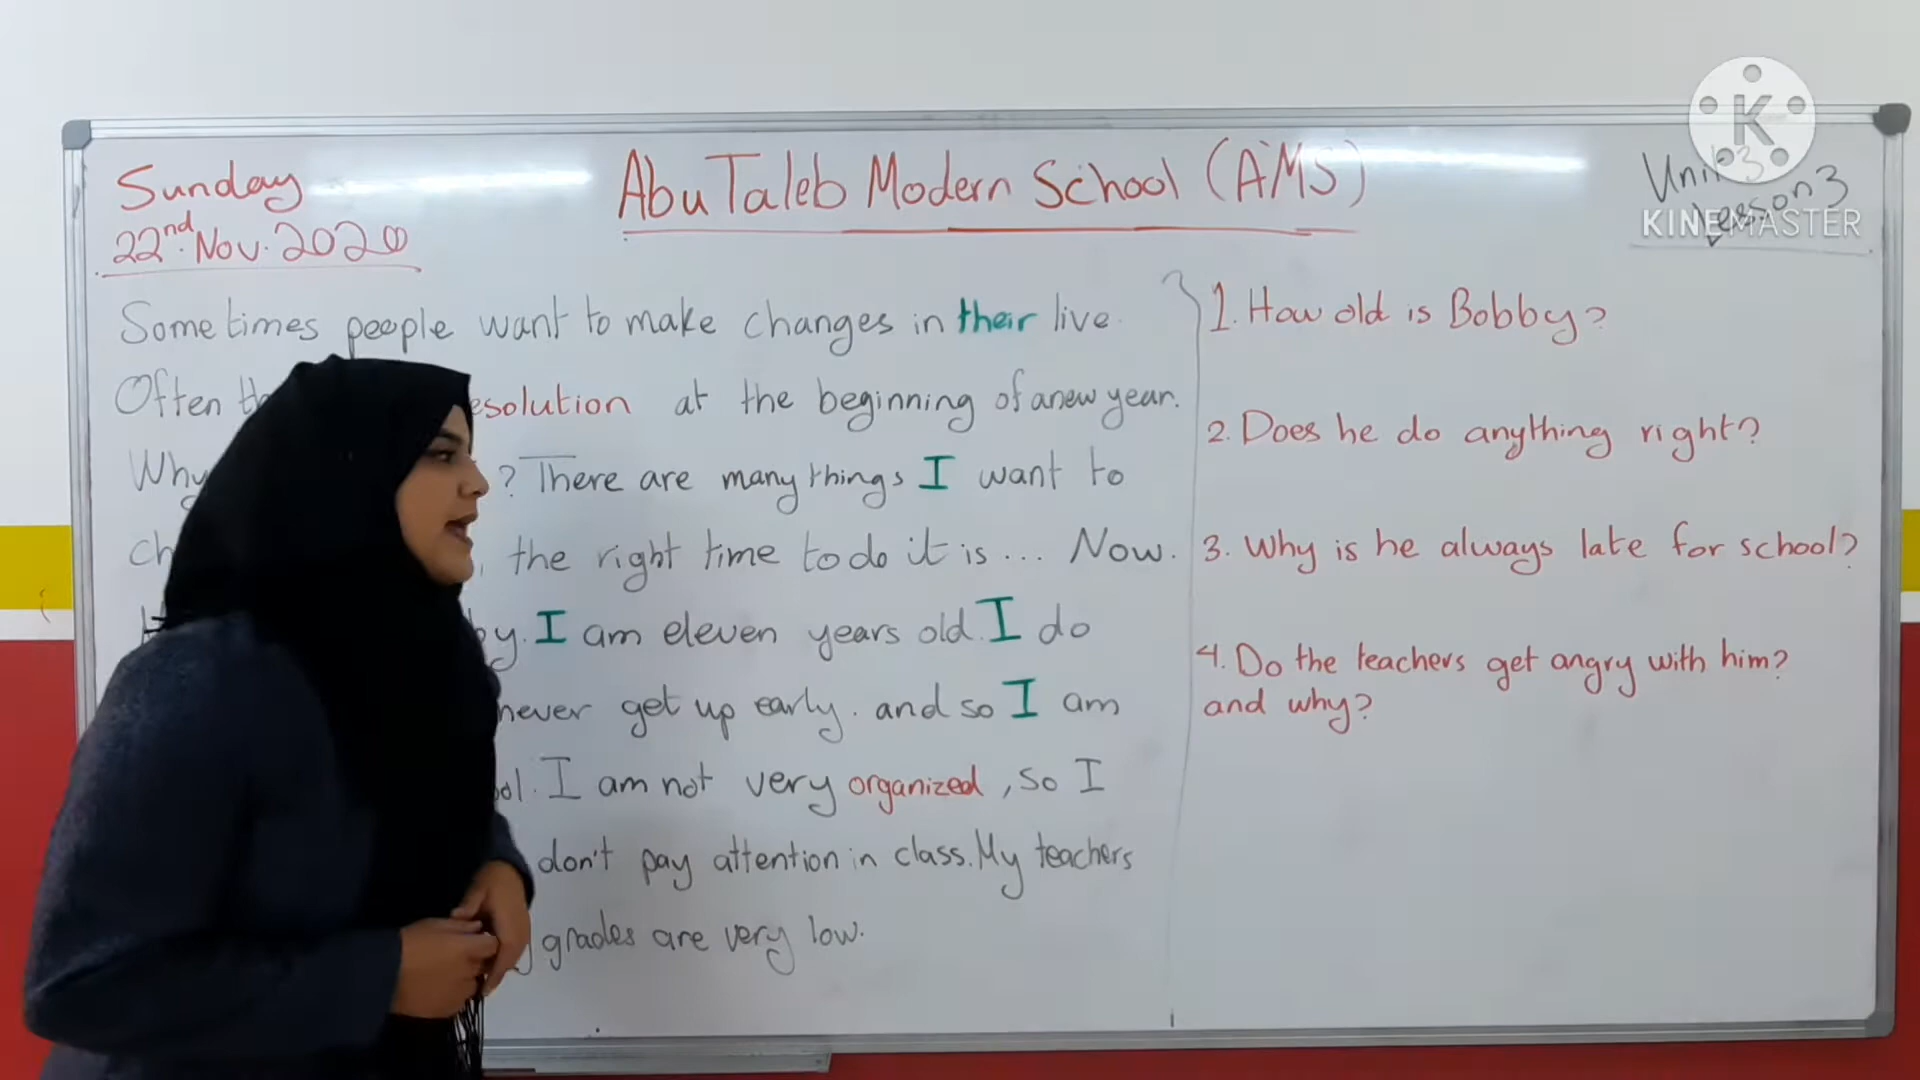 Sunday
22nd. Nov. 2020
Abu Taleb Modern School (AMS)
Unit 3
Lesson 3
KINEMASTER
Sometimes people want to make changes in their live
Often esolution at the beginning of a new year.
Why ? There are many things I want to
the right time to do it is ... Now.
I am eleven years old. I do
never get up early. and so I am
I am not very organized, so I
don't pay attention in class. My teachers
grades are very low.
1. How old is Bobby?
2. Does he do anything right?
3. Why is he always late for school?
4. Do the teachers get angry with him?
and why?